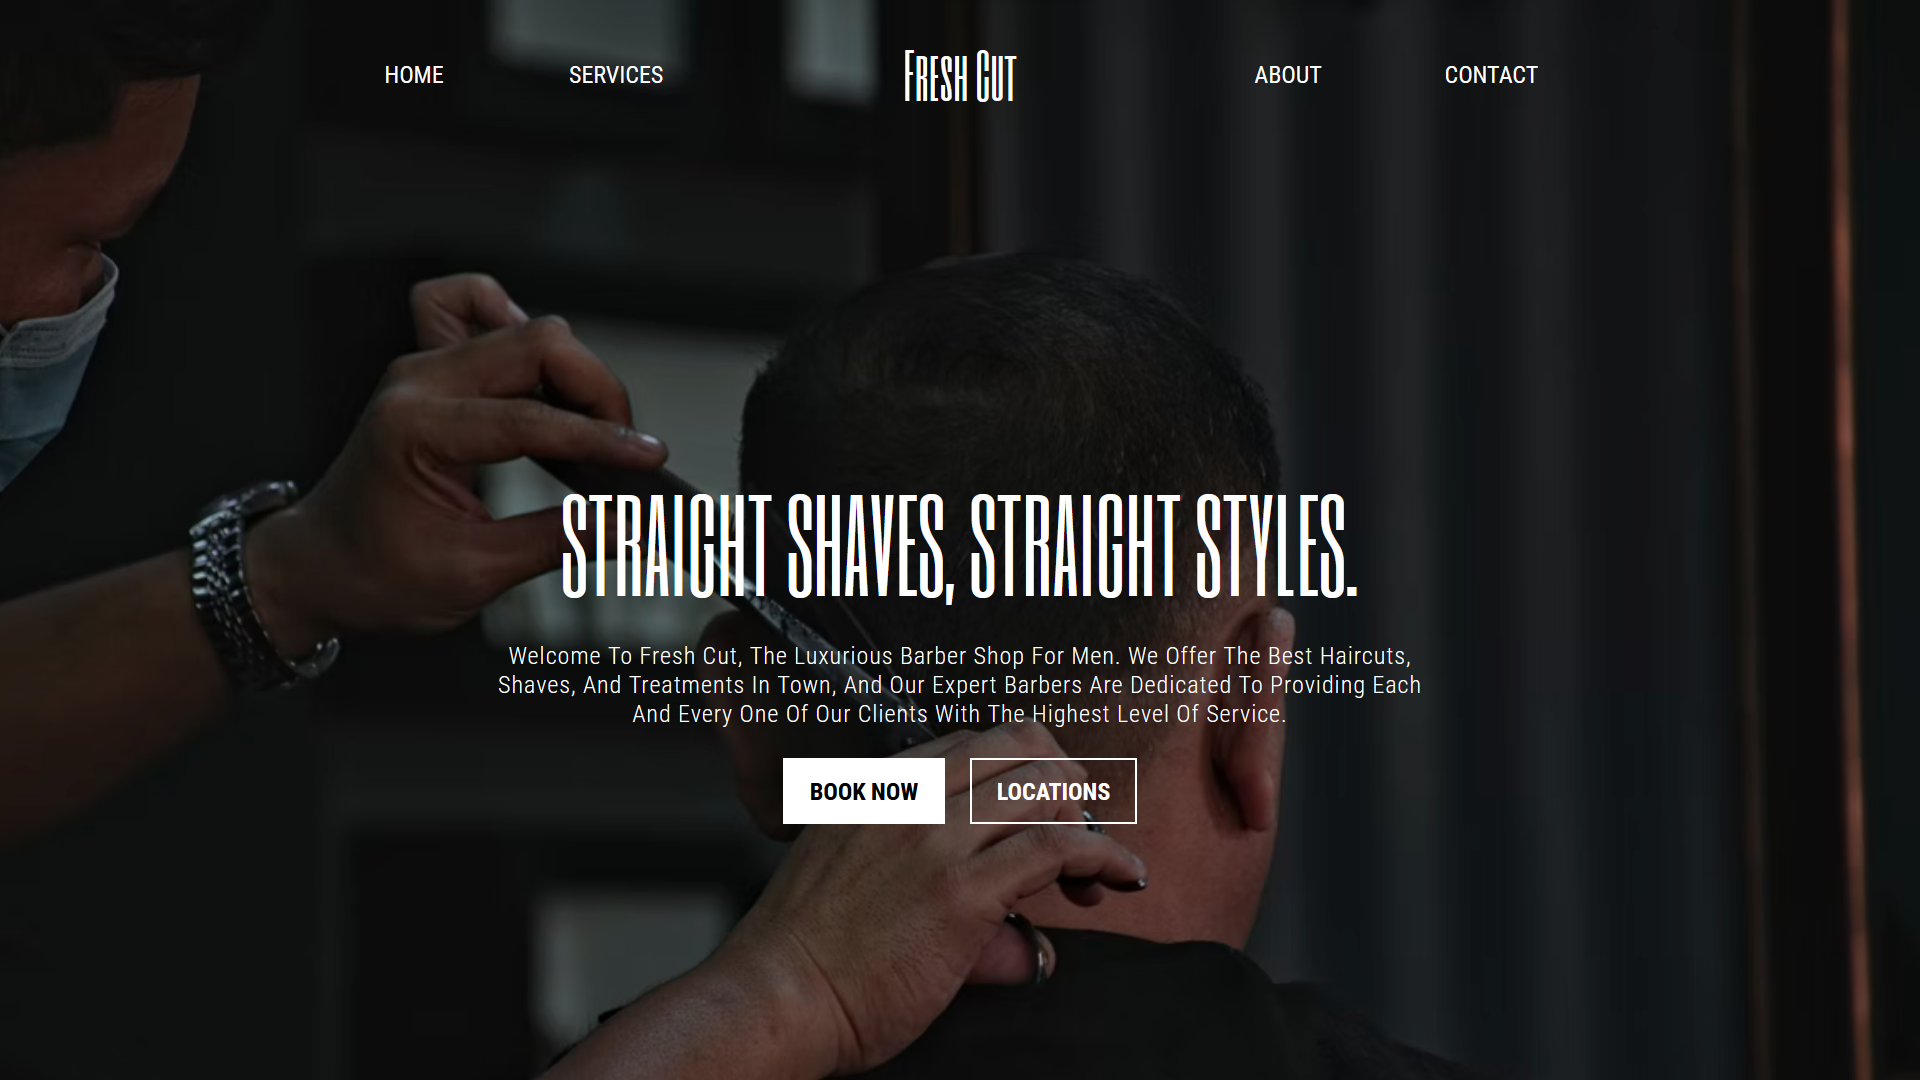 HOME
SERVICES
FRESH CUT
ABOUT
CONTACT
STRAIGHT SHAVES, STRAIGHT STYLES.
Welcome To Fresh Cut, The Luxurious Barber Shop For Men. We Offer The Best Haircuts,
Shaves, And Treatments In Town, And Our Expert Barbers Are Dedicated To Providing Each
And Every One Of Our Clients With The Highest Level Of Service.
BOOK NOW
LOCATIONS